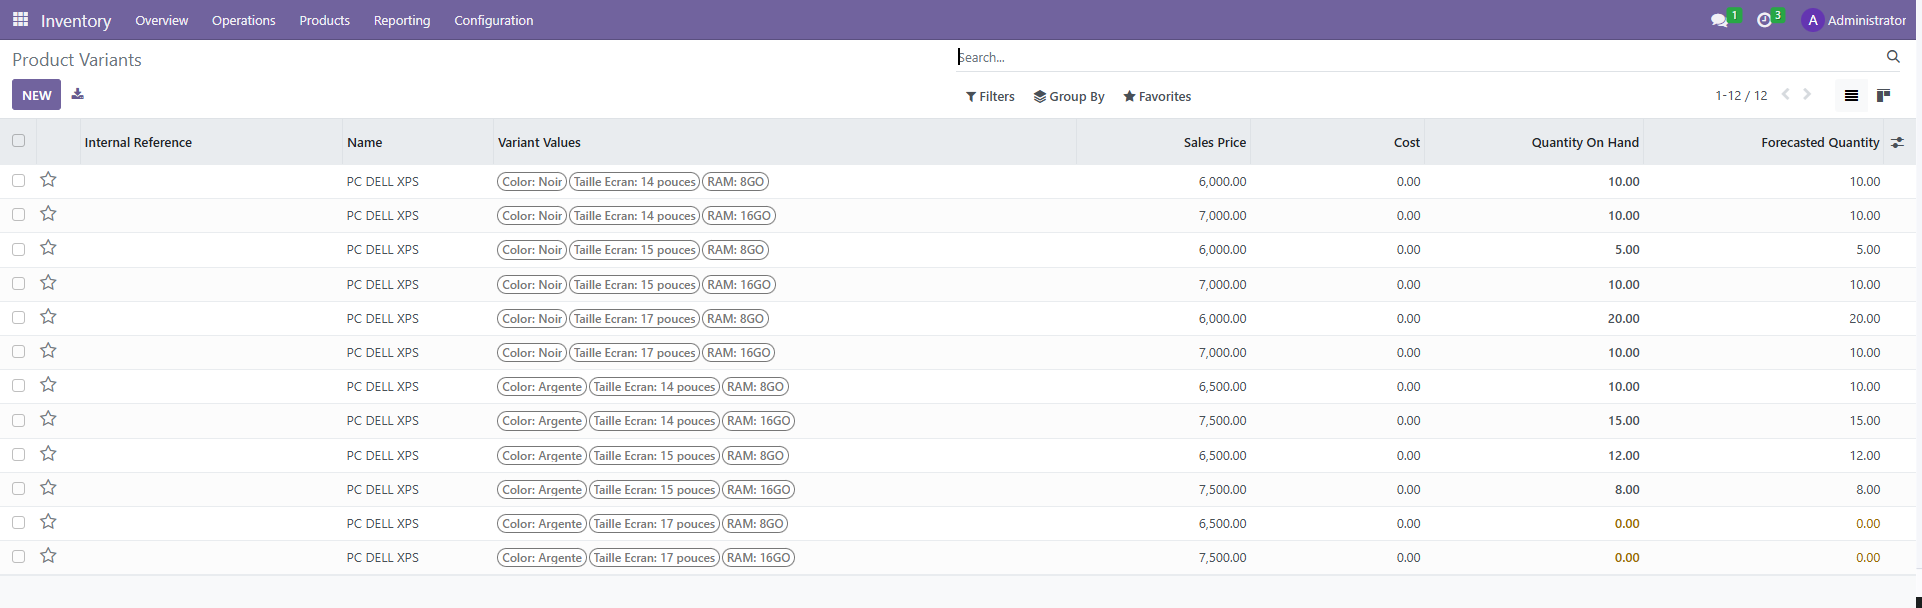 Inventory Overview Operations Products Reporting Configuration 1 3 A Administrator
Product Variants Search...
NEW Filters Group By Favorites 1-12 / 12
Internal Reference Name Variant Values Sales Price Cost Quantity On Hand Forecasted Quantity
PC DELL XPS Color: Noir Taille Ecran: 14 pouces RAM: 8GO 6,000.00 0.00 10.00 10.00
PC DELL XPS Color: Noir Taille Ecran: 14 pouces RAM: 16GO 7,000.00 0.00 10.00 10.00
PC DELL XPS Color: Noir Taille Ecran: 15 pouces RAM: 8GO 6,000.00 0.00 5.00 5.00
PC DELL XPS Color: Noir Taille Ecran: 15 pouces RAM: 16GO 7,000.00 0.00 10.00 10.00
PC DELL XPS Color: Noir Taille Ecran: 17 pouces RAM: 8GO 6,000.00 0.00 20.00 20.00
PC DELL XPS Color: Noir Taille Ecran: 17 pouces RAM: 16GO 7,000.00 0.00 10.00 10.00
PC DELL XPS Color: Argente Taille Ecran: 14 pouces RAM: 8GO 6,500.00 0.00 10.00 10.00
PC DELL XPS Color: Argente Taille Ecran: 14 pouces RAM: 16GO 7,500.00 0.00 15.00 15.00
PC DELL XPS Color: Argente Taille Ecran: 15 pouces RAM: 8GO 6,500.00 0.00 12.00 12.00
PC DELL XPS Color: Argente Taille Ecran: 15 pouces RAM: 16GO 7,500.00 0.00 8.00 8.00
PC DELL XPS Color: Argente Taille Ecran: 17 pouces RAM: 8GO 6,500.00 0.00 0.00 0.00
PC DELL XPS Color: Argente Taille Ecran: 17 pouces RAM: 16GO 7,500.00 0.00 0.00 0.00